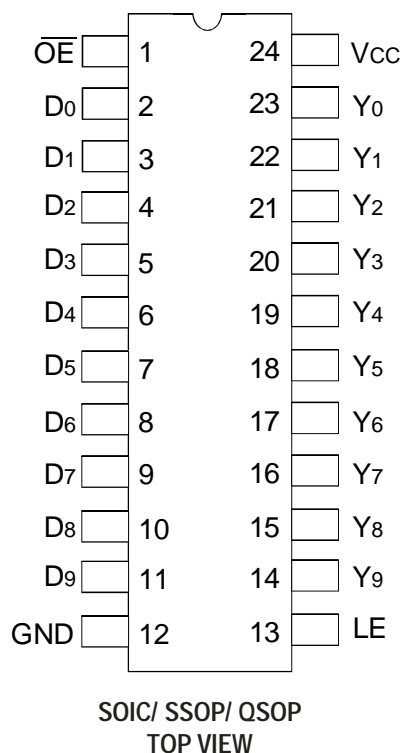 O̅E̅ 1 24 VCC
D0 2 23 Y0
D1 3 22 Y1
D2 4 21 Y2
D3 5 20 Y3
D4 6 19 Y4
D5 7 18 Y5
D6 8 17 Y6
D7 9 16 Y7
D8 10 15 Y8
D9 11 14 Y9
GND 12 13 LE
SOIC/ SSOP/ QSOP
TOP VIEW